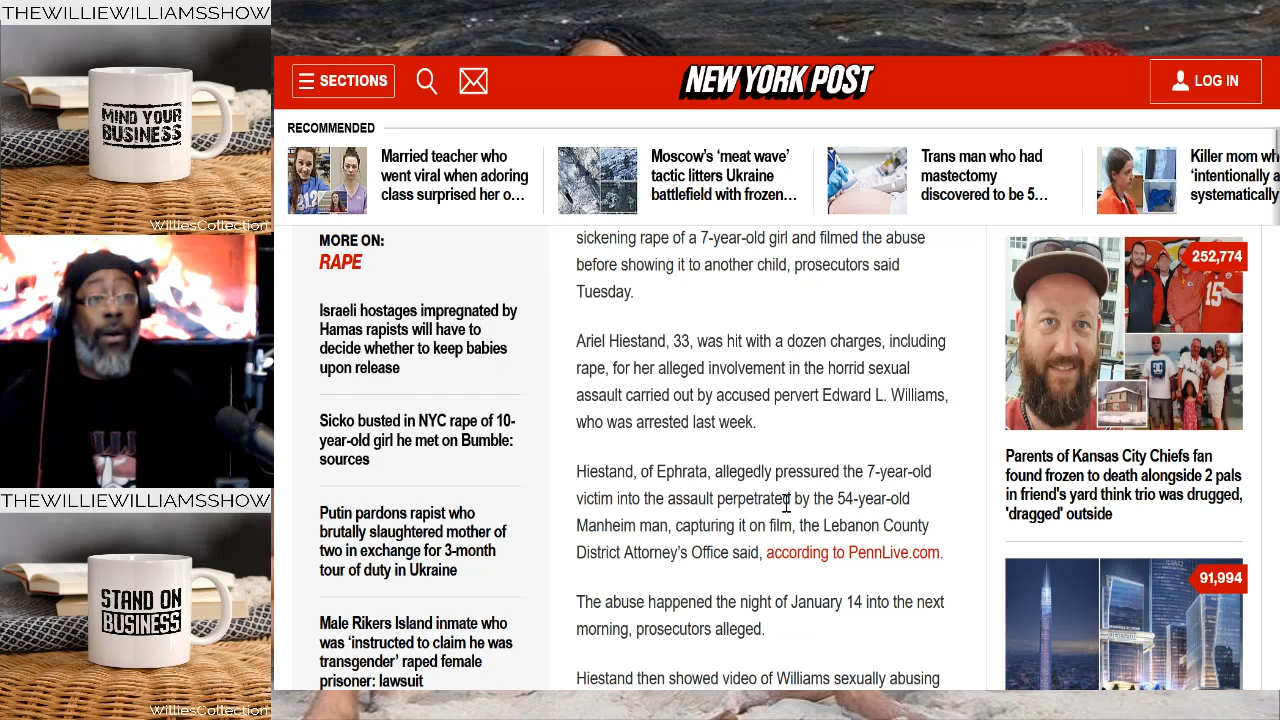 THEWILLIEWILLIAMSSHOW
MIND YOUR
BUSINESS
WilliesCollection
THEWILLIEWILLIAMSSHOW
STAND ON
BUSINESS
WilliesCollection
SECTIONS
NEW YORK POST
LOG IN
RECOMMENDED
Married teacher who
went viral when adoring
class surprised her o…
Moscow's 'meat wave'
tactic litters Ukraine
battlefield with frozen…
Trans man who had
mastectomy
discovered to be 5…
Killer mom wh
'intentionally a
systematically
MORE ON:
RAPE
Israeli hostages impregnated by
Hamas rapists will have to
decide whether to keep babies
upon release
Sicko busted in NYC rape of 10-
year-old girl he met on Bumble:
sources
Putin pardons rapist who
brutally slaughtered mother of
two in exchange for 3-month
tour of duty in Ukraine
Male Rikers Island inmate who
was 'instructed to claim he was
transgender' raped female
prisoner: lawsuit
sickening rape of a 7-year-old girl and filmed the abuse
before showing it to another child, prosecutors said
Tuesday.
Ariel Hiestand, 33, was hit with a dozen charges, including
rape, for her alleged involvement in the horrid sexual
assault carried out by accused pervert Edward L. Williams,
who was arrested last week.
Hiestand, of Ephrata, allegedly pressured the 7-year-old
victim into the assault perpetrated by the 54-year-old
Manheim man, capturing it on film, the Lebanon County
District Attorney's Office said, according to PennLive.com.
The abuse happened the night of January 14 into the next
morning, prosecutors alleged.
Hiestand then showed video of Williams sexually abusing
252,774
15
Parents of Kansas City Chiefs fan
found frozen to death alongside 2 pals
in friend's yard think trio was drugged,
'dragged' outside
91,994